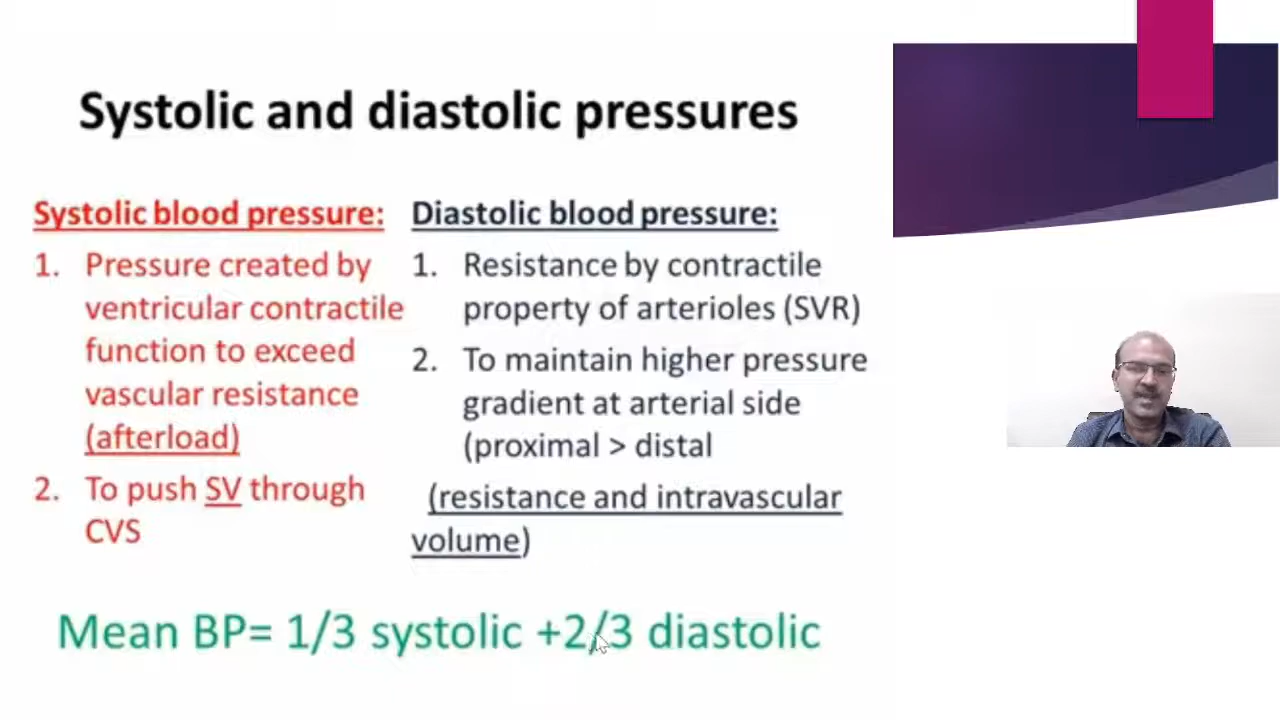 Systolic and diastolic pressures
Systolic blood pressure:
1. Pressure created by
ventricular contractile
function to exceed
vascular resistance
(afterload)
2. To push SV through
CVS
Diastolic blood pressure:
1. Resistance by contractile
property of arterioles (SVR)
2. To maintain higher pressure
gradient at arterial side
(proximal > distal
(resistance and intravascular
volume)
Mean BP= 1/3 systolic +2/3 diastolic